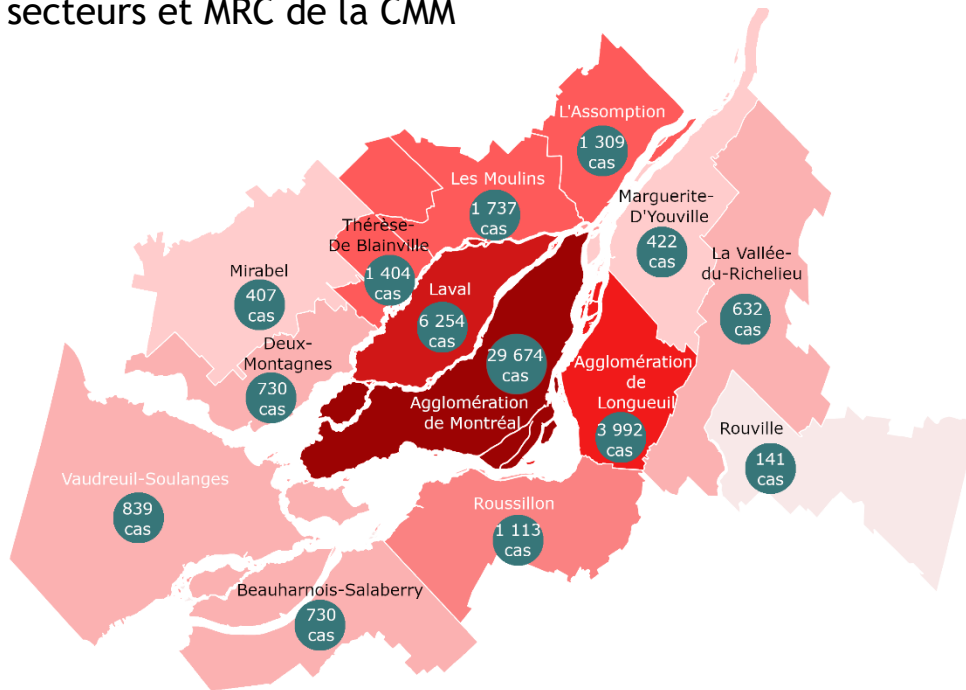 secteurs et MRC de la CMM
L'Assomption
1 309
cas
Les Moulins
1 737
cas
Marguerite-
D'Youville
422
cas
Thérèse-
De Blainville
1 404
cas
La Vallée-
du-Richelieu
632
cas
Mirabel
407
cas
Laval
6 254
cas
Deux-
Montagnes
730
cas
29 674
cas
Agglomération
de Montréal
Agglomération
de
Longueuil
3 992
cas
Rouville
141
cas
Vaudreuil-Soulanges
839
cas
Roussillon
1 113
cas
Beauharnois-Salaberry
730
cas